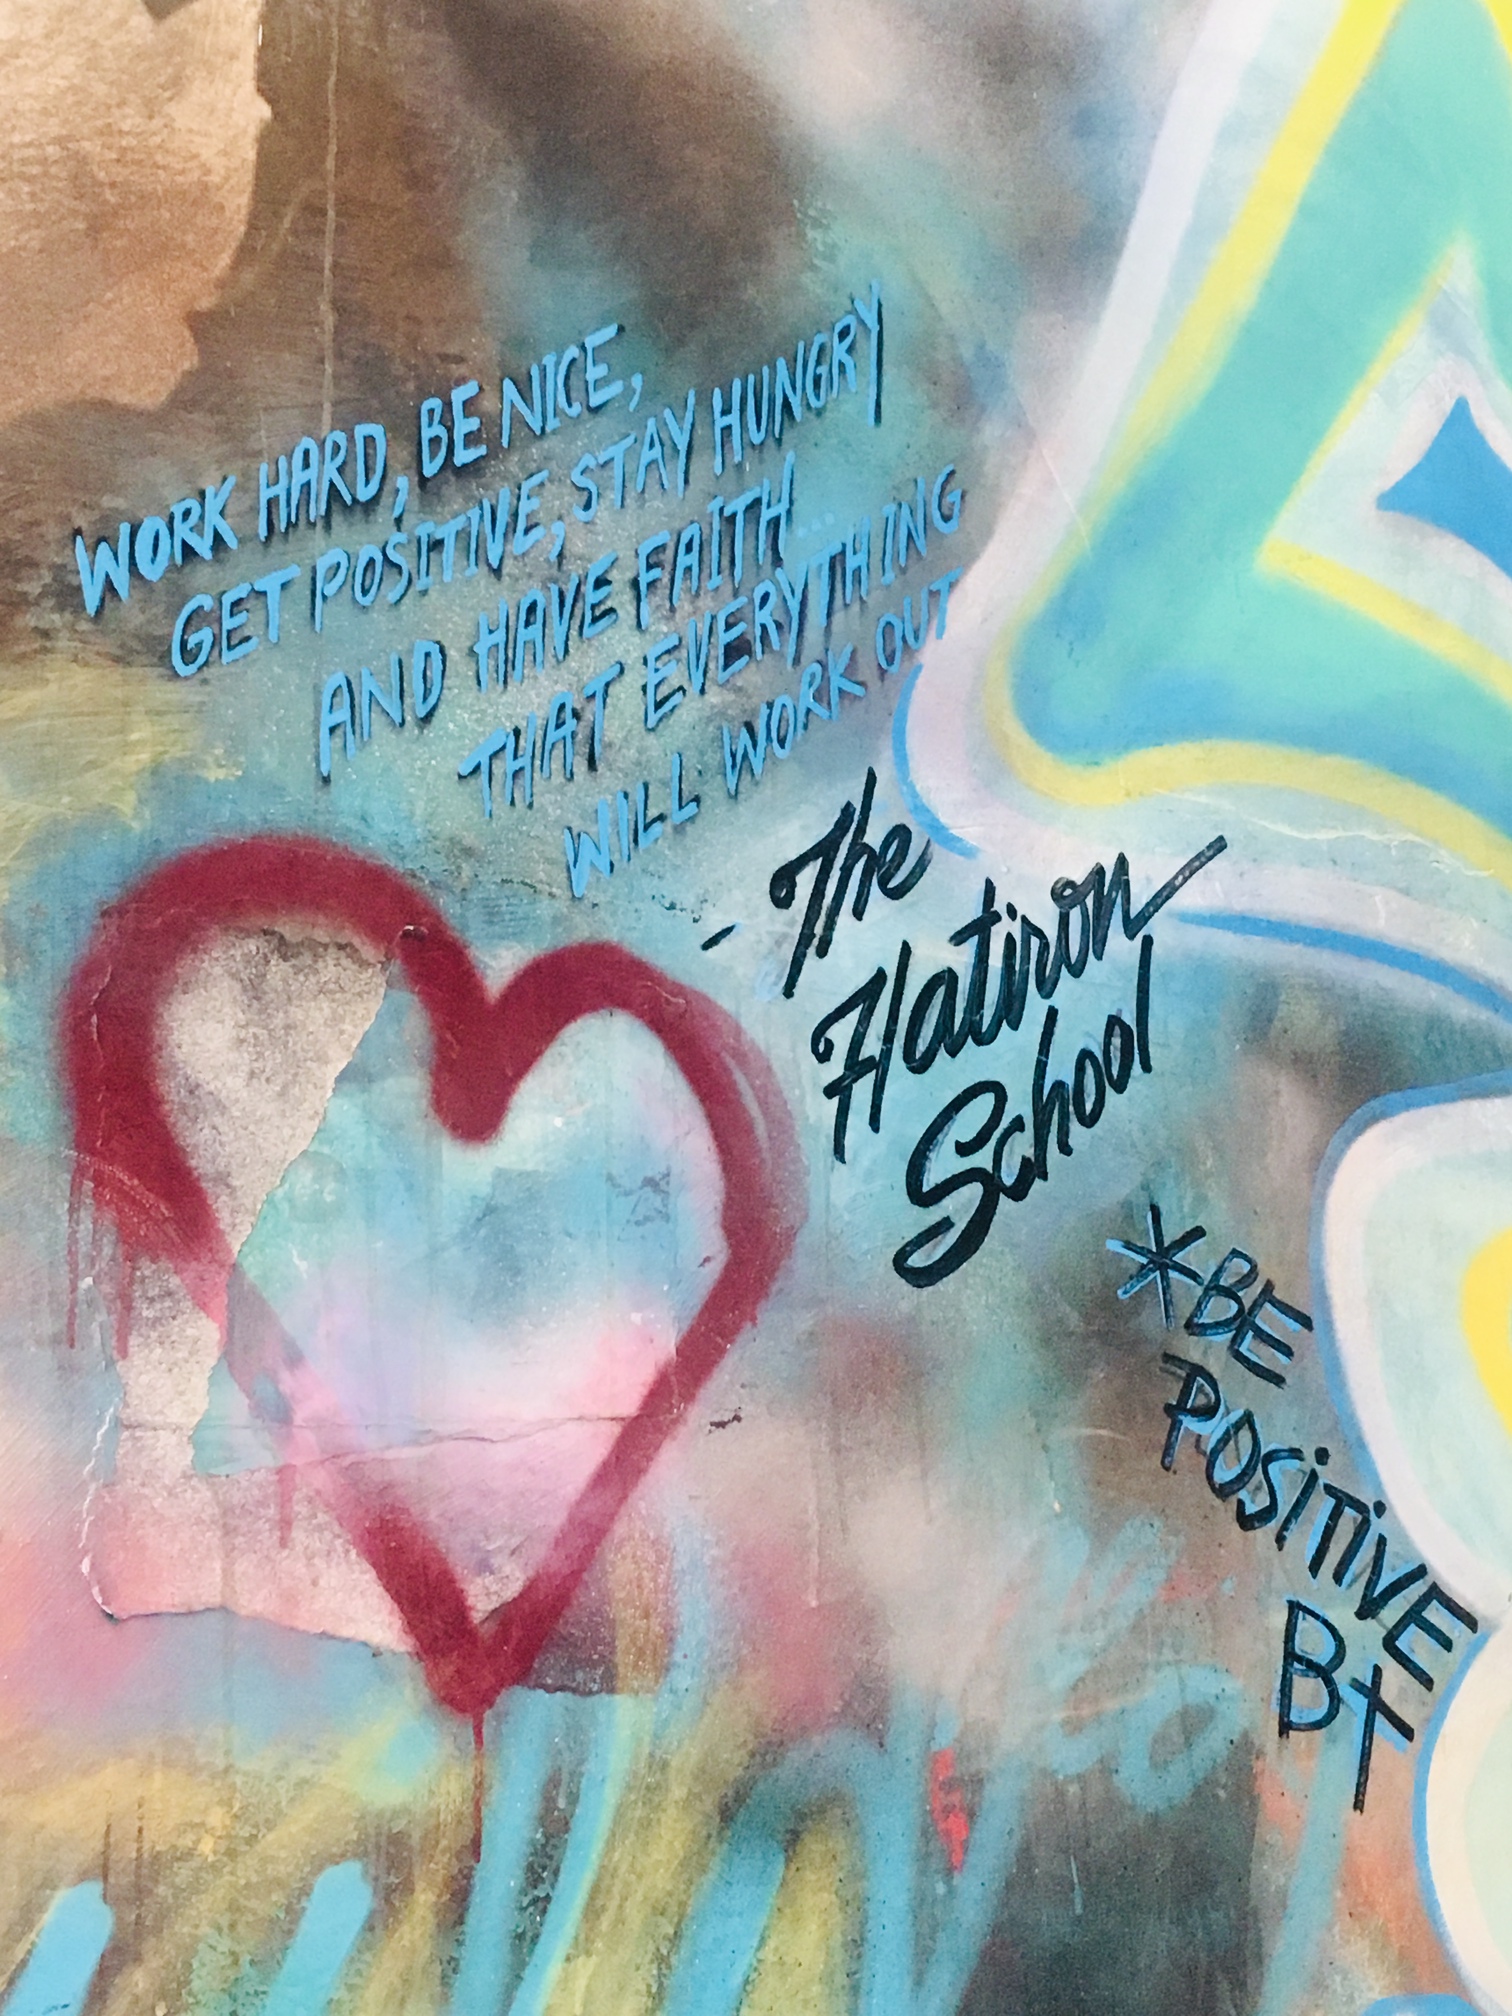 WORK HARD, BE NICE,
GET POSITIVE, STAY HUNGRY
AND HAVE FAITH...
THAT EVERYTHING
WILL WORK OUT
- The
Flatiron
School
*BE
POSITIVE
B+